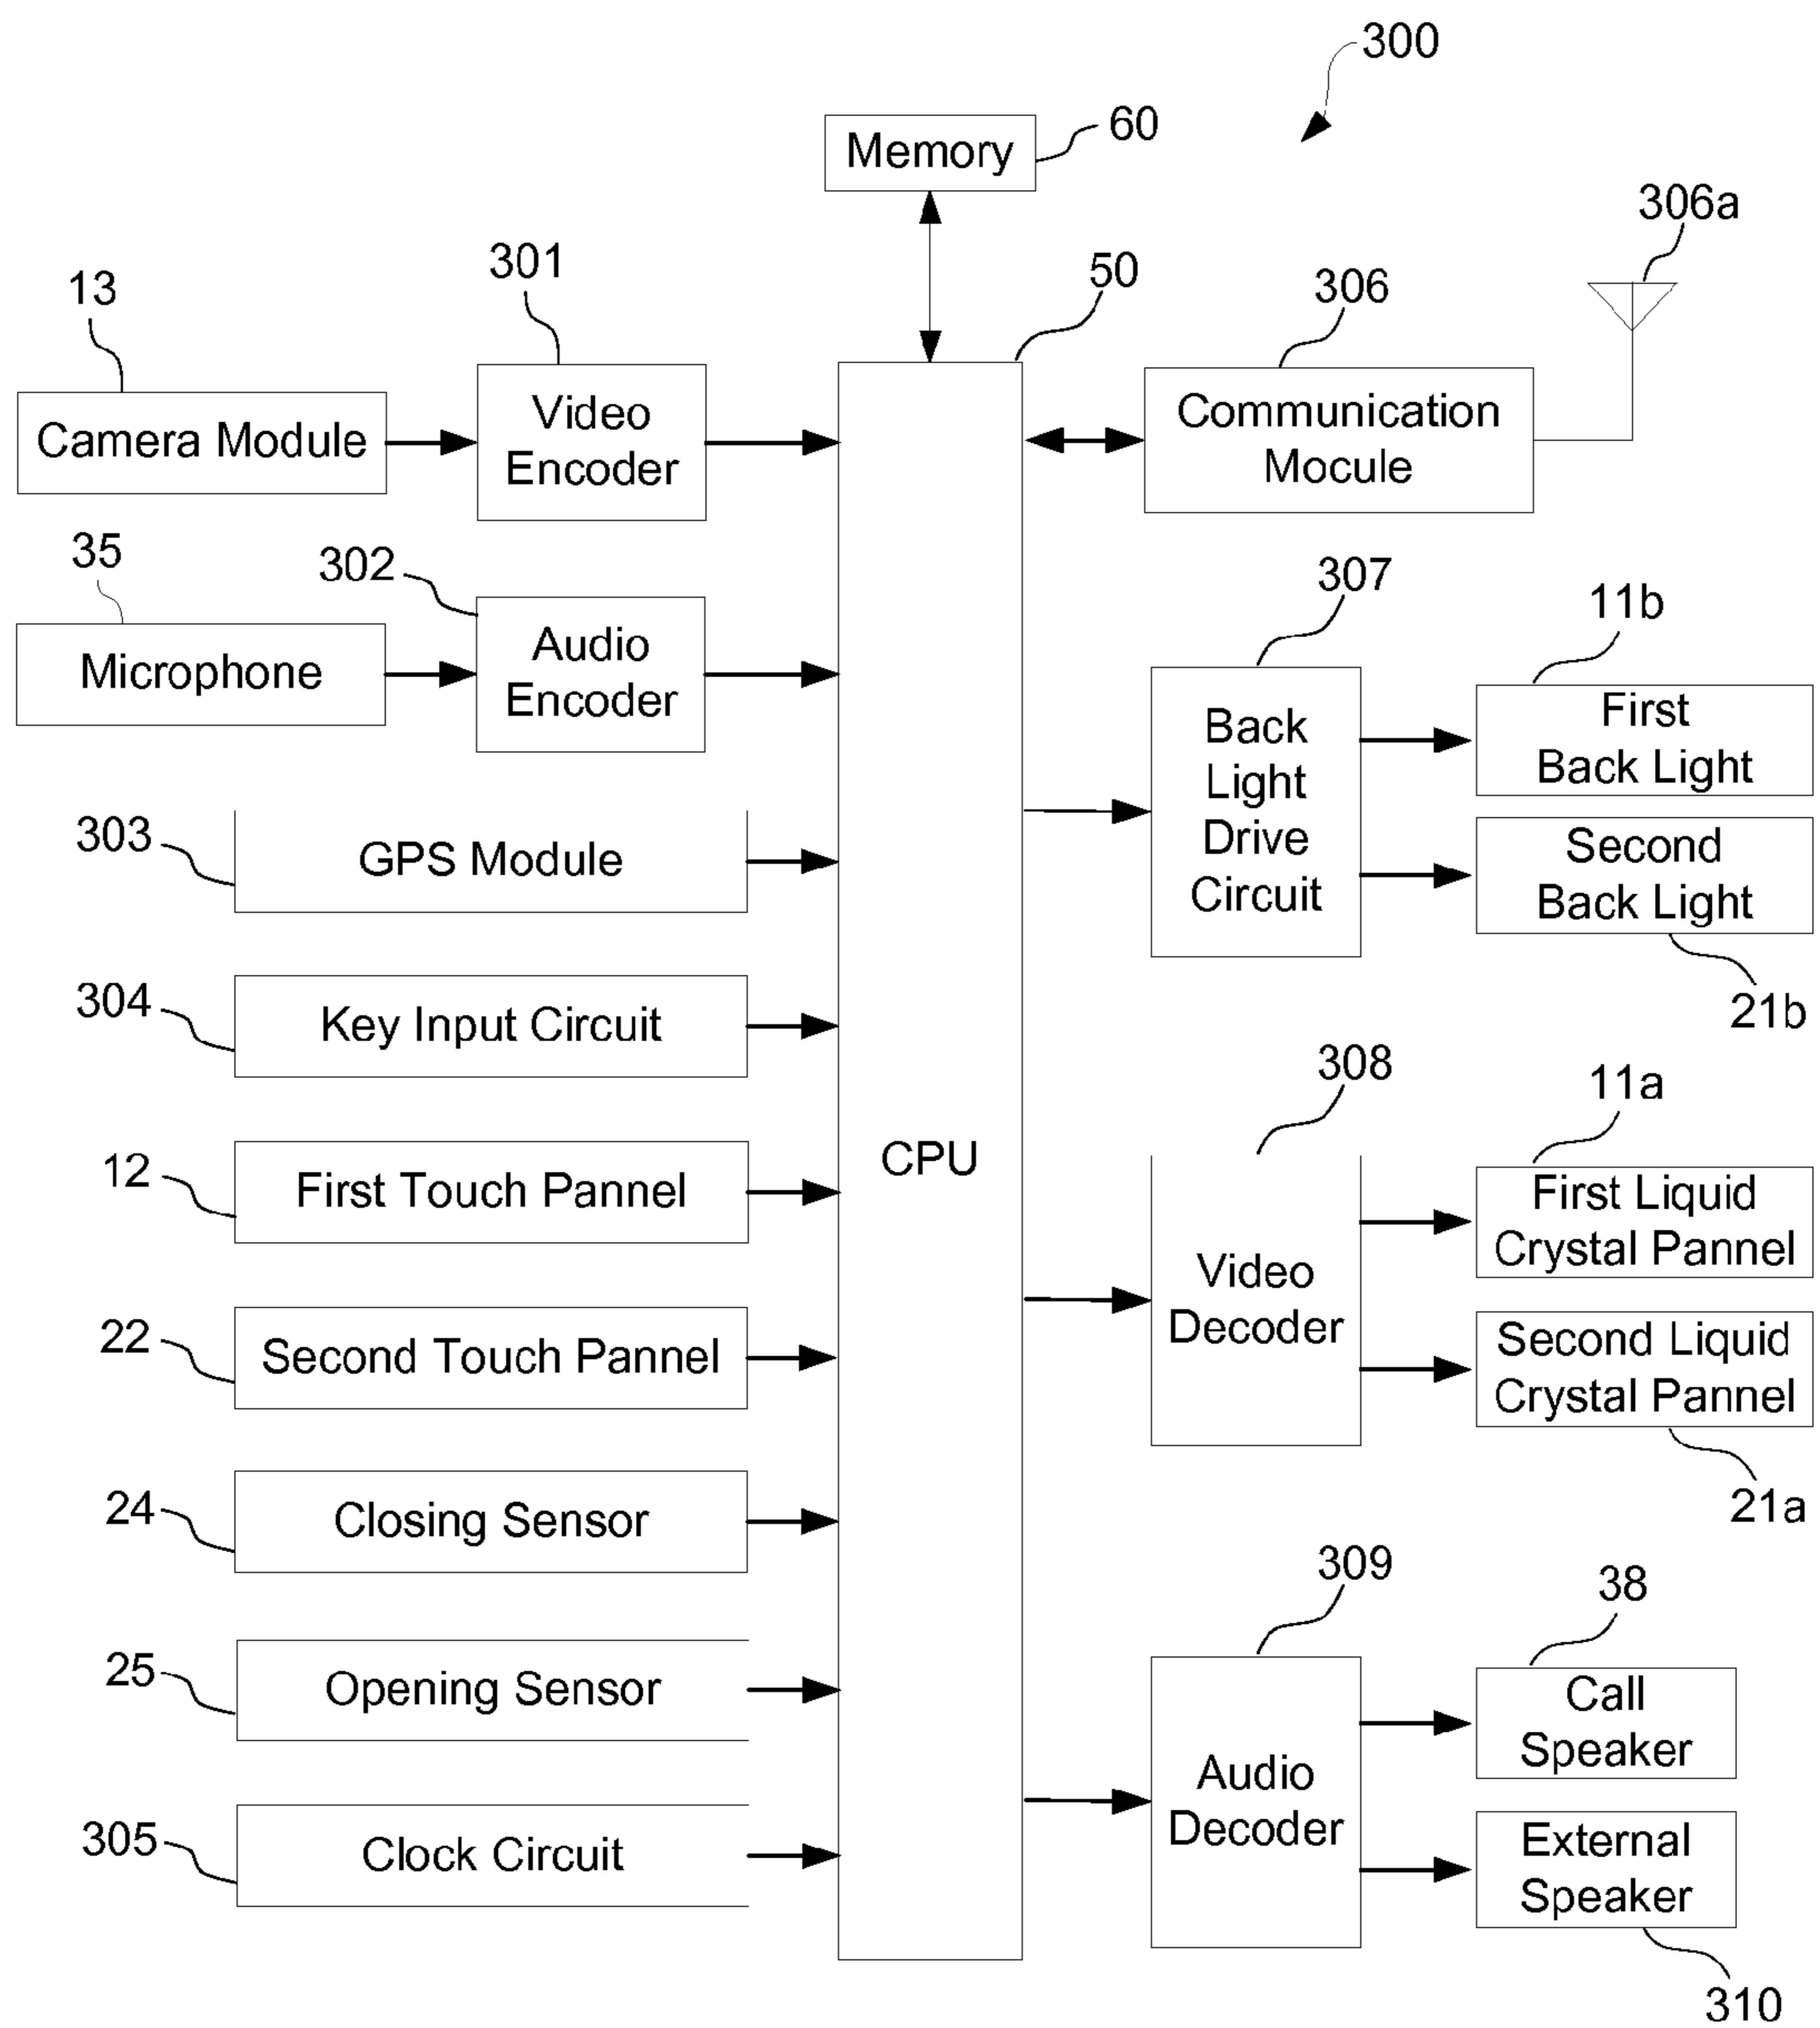 300
Memory
60
306a
13
301
50
306
Camera Module
Video
Encoder
Communication
Mocule
35
302
307
11b
Microphone
Audio
Encoder
Back
Light
Drive
Circuit
First
Back Light
303
GPS Module
Second
Back Light
21b
304
Key Input Circuit
308
11a
12
First Touch Pannel
CPU
Video
Decoder
First Liquid
Crystal Pannel
22
Second Touch Pannel
Second Liquid
Crystal Pannel
21a
24
Closing Sensor
309
38
25
Opening Sensor
Audio
Decoder
Call
Speaker
305
Clock Circuit
External
Speaker
310